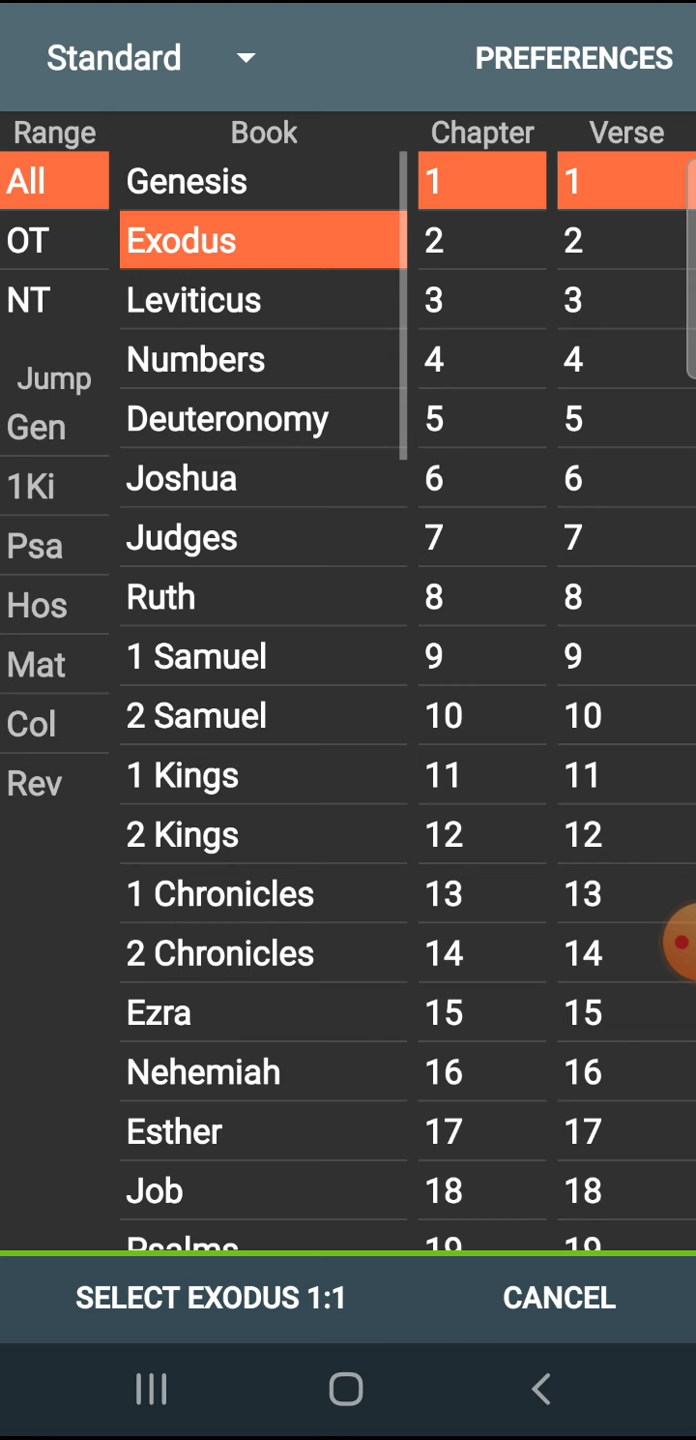 Standard
PREFERENCES
Range Book Chapter Verse
All Genesis 1 1
OT Exodus 2 2
NT Leviticus 3 3
Numbers 4 4
Jump
Deuteronomy 5 5
Gen
Joshua 6 6
1Ki
Judges 7 7
Psa
Ruth 8 8
Hos
1 Samuel 9 9
Mat
2 Samuel 10 10
Col
1 Kings 11 11
Rev
2 Kings 12 12
1 Chronicles 13 13
2 Chronicles 14 14
Ezra 15 15
Nehemiah 16 16
Esther 17 17
Job 18 18
Psalms 19 19
SELECT EXODUS 1:1
CANCEL